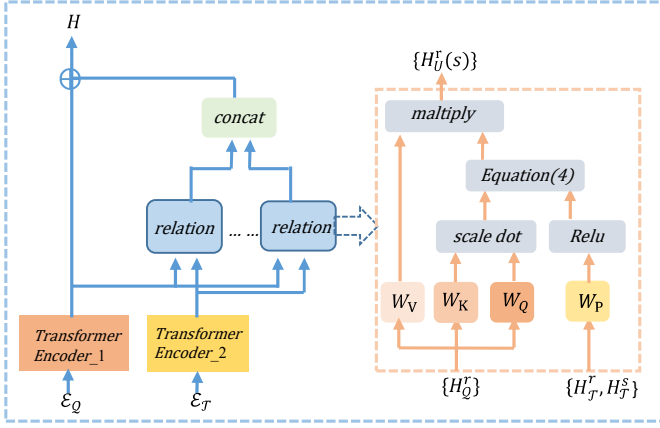 H
{H_U^r(s)}
maltiply
concat
Equation(4)
relation
... ...
relation
scale dot
Relu
W_V
W_K
W_Q
W_P
Transformer
Encoder_1
Transformer
Encoder_2
ℰ_Q
ℰ_𝒯
{H_Q^r}
{H_𝒯^r, H_𝒯^s}